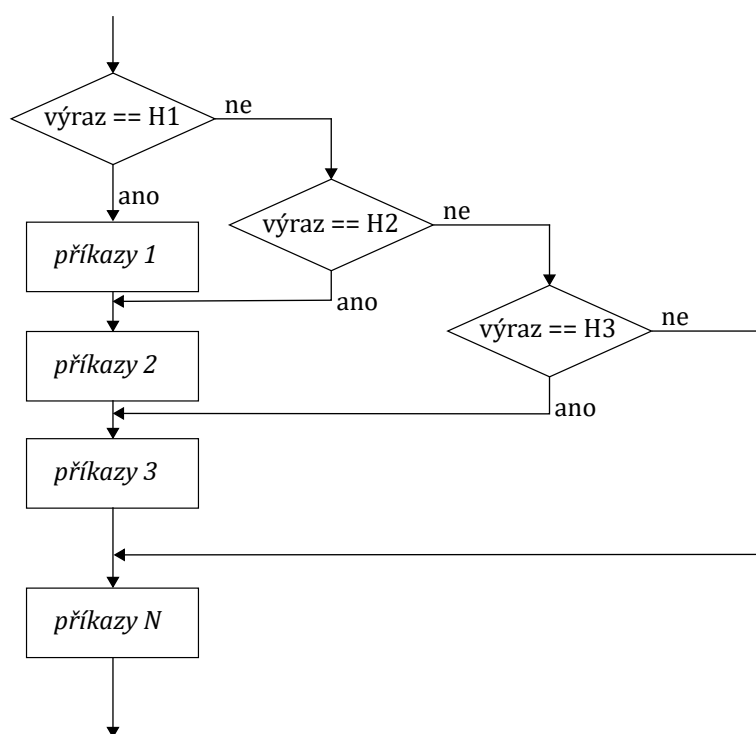 výraz == H1
ne
ano
výraz == H2
ne
příkazy 1
ano
výraz == H3
ne
příkazy 2
ano
příkazy 3
příkazy N